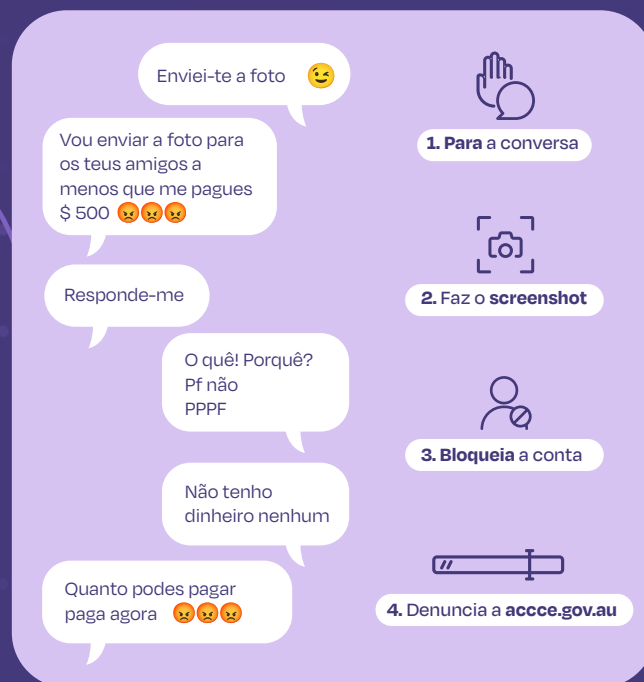 Enviei-te a foto 😉
Vou enviar a foto para
os teus amigos a
menos que me pagues
$ 500 😡😡😡
Responde-me
O quê! Porquê?
Pf não
PPPF
Não tenho
dinheiro nenhum
Quanto podes pagar
paga agora 😡😡😡
1. Para a conversa
2. Faz o screenshot
3. Bloqueia a conta
4. Denuncia a accce.gov.au